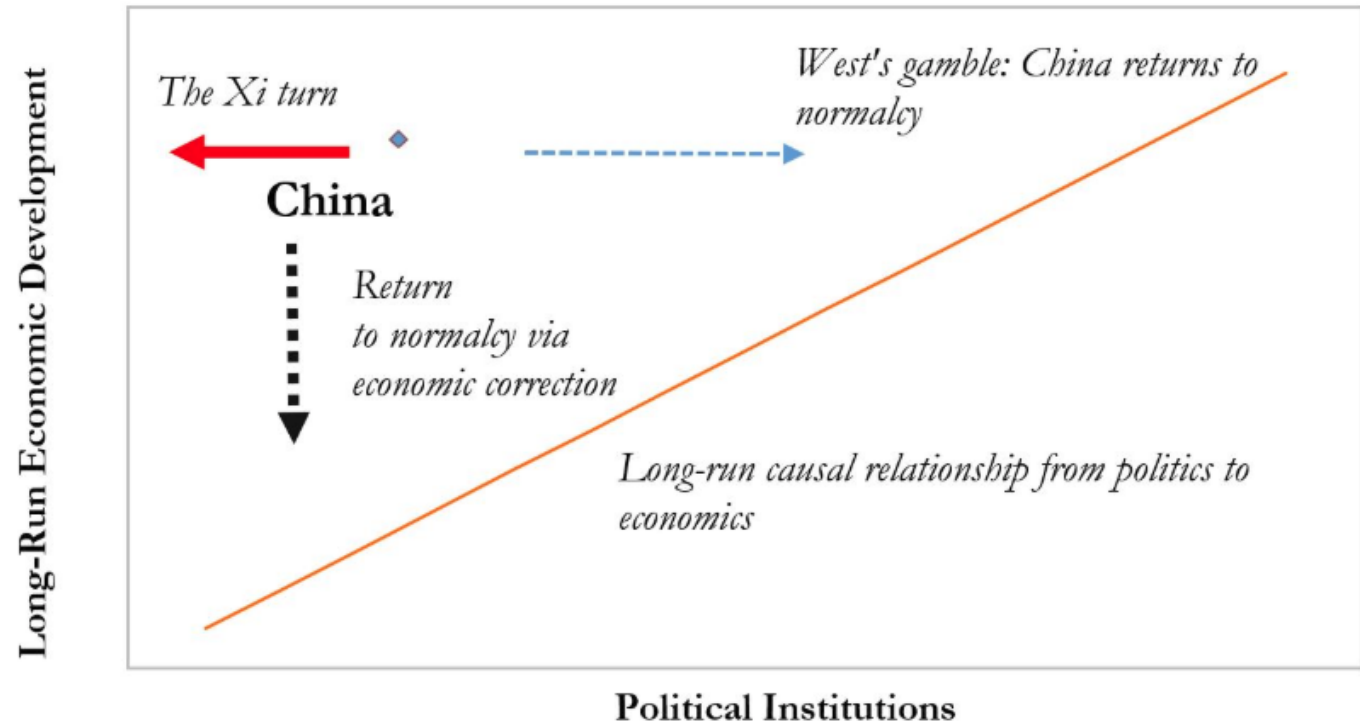 West's gamble: China returns to
normalcy
The Xi turn
China
Return
to normalcy via
economic correction
Long-run causal relationship from politics to
economics
Long-Run Economic Development
Political Institutions